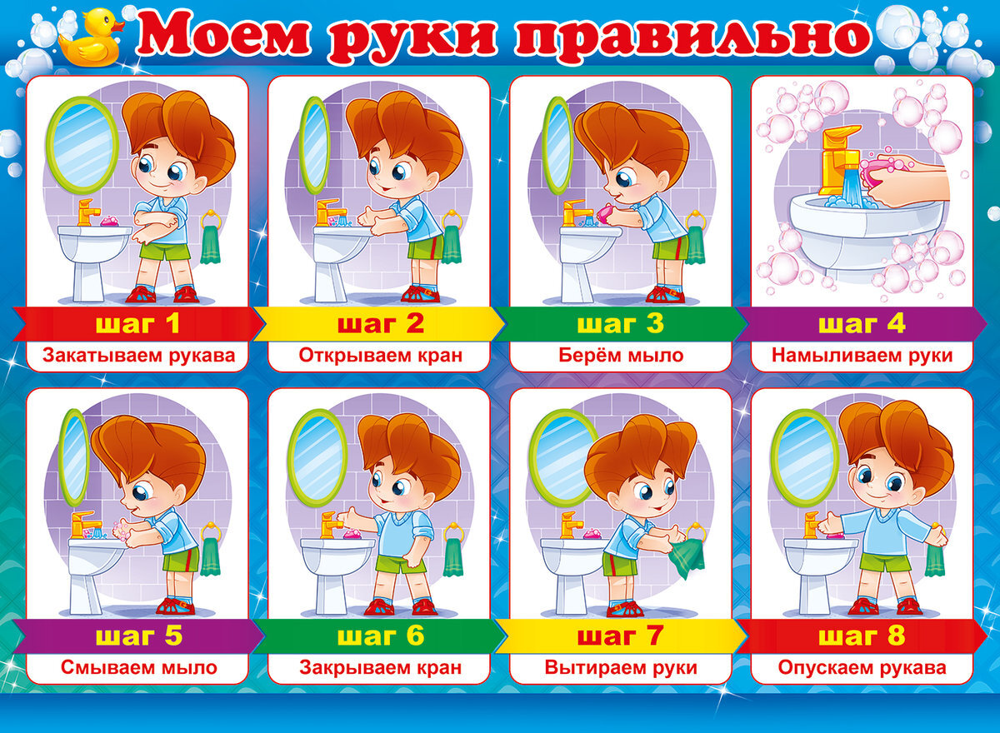 Моем руки правильно
шаг 1
Закатываем рукава
шаг 2
Открываем кран
шаг 3
Берём мыло
шаг 4
Намыливаем руки
шаг 5
Смываем мыло
шаг 6
Закрываем кран
шаг 7
Вытираем руки
шаг 8
Опускаем рукава